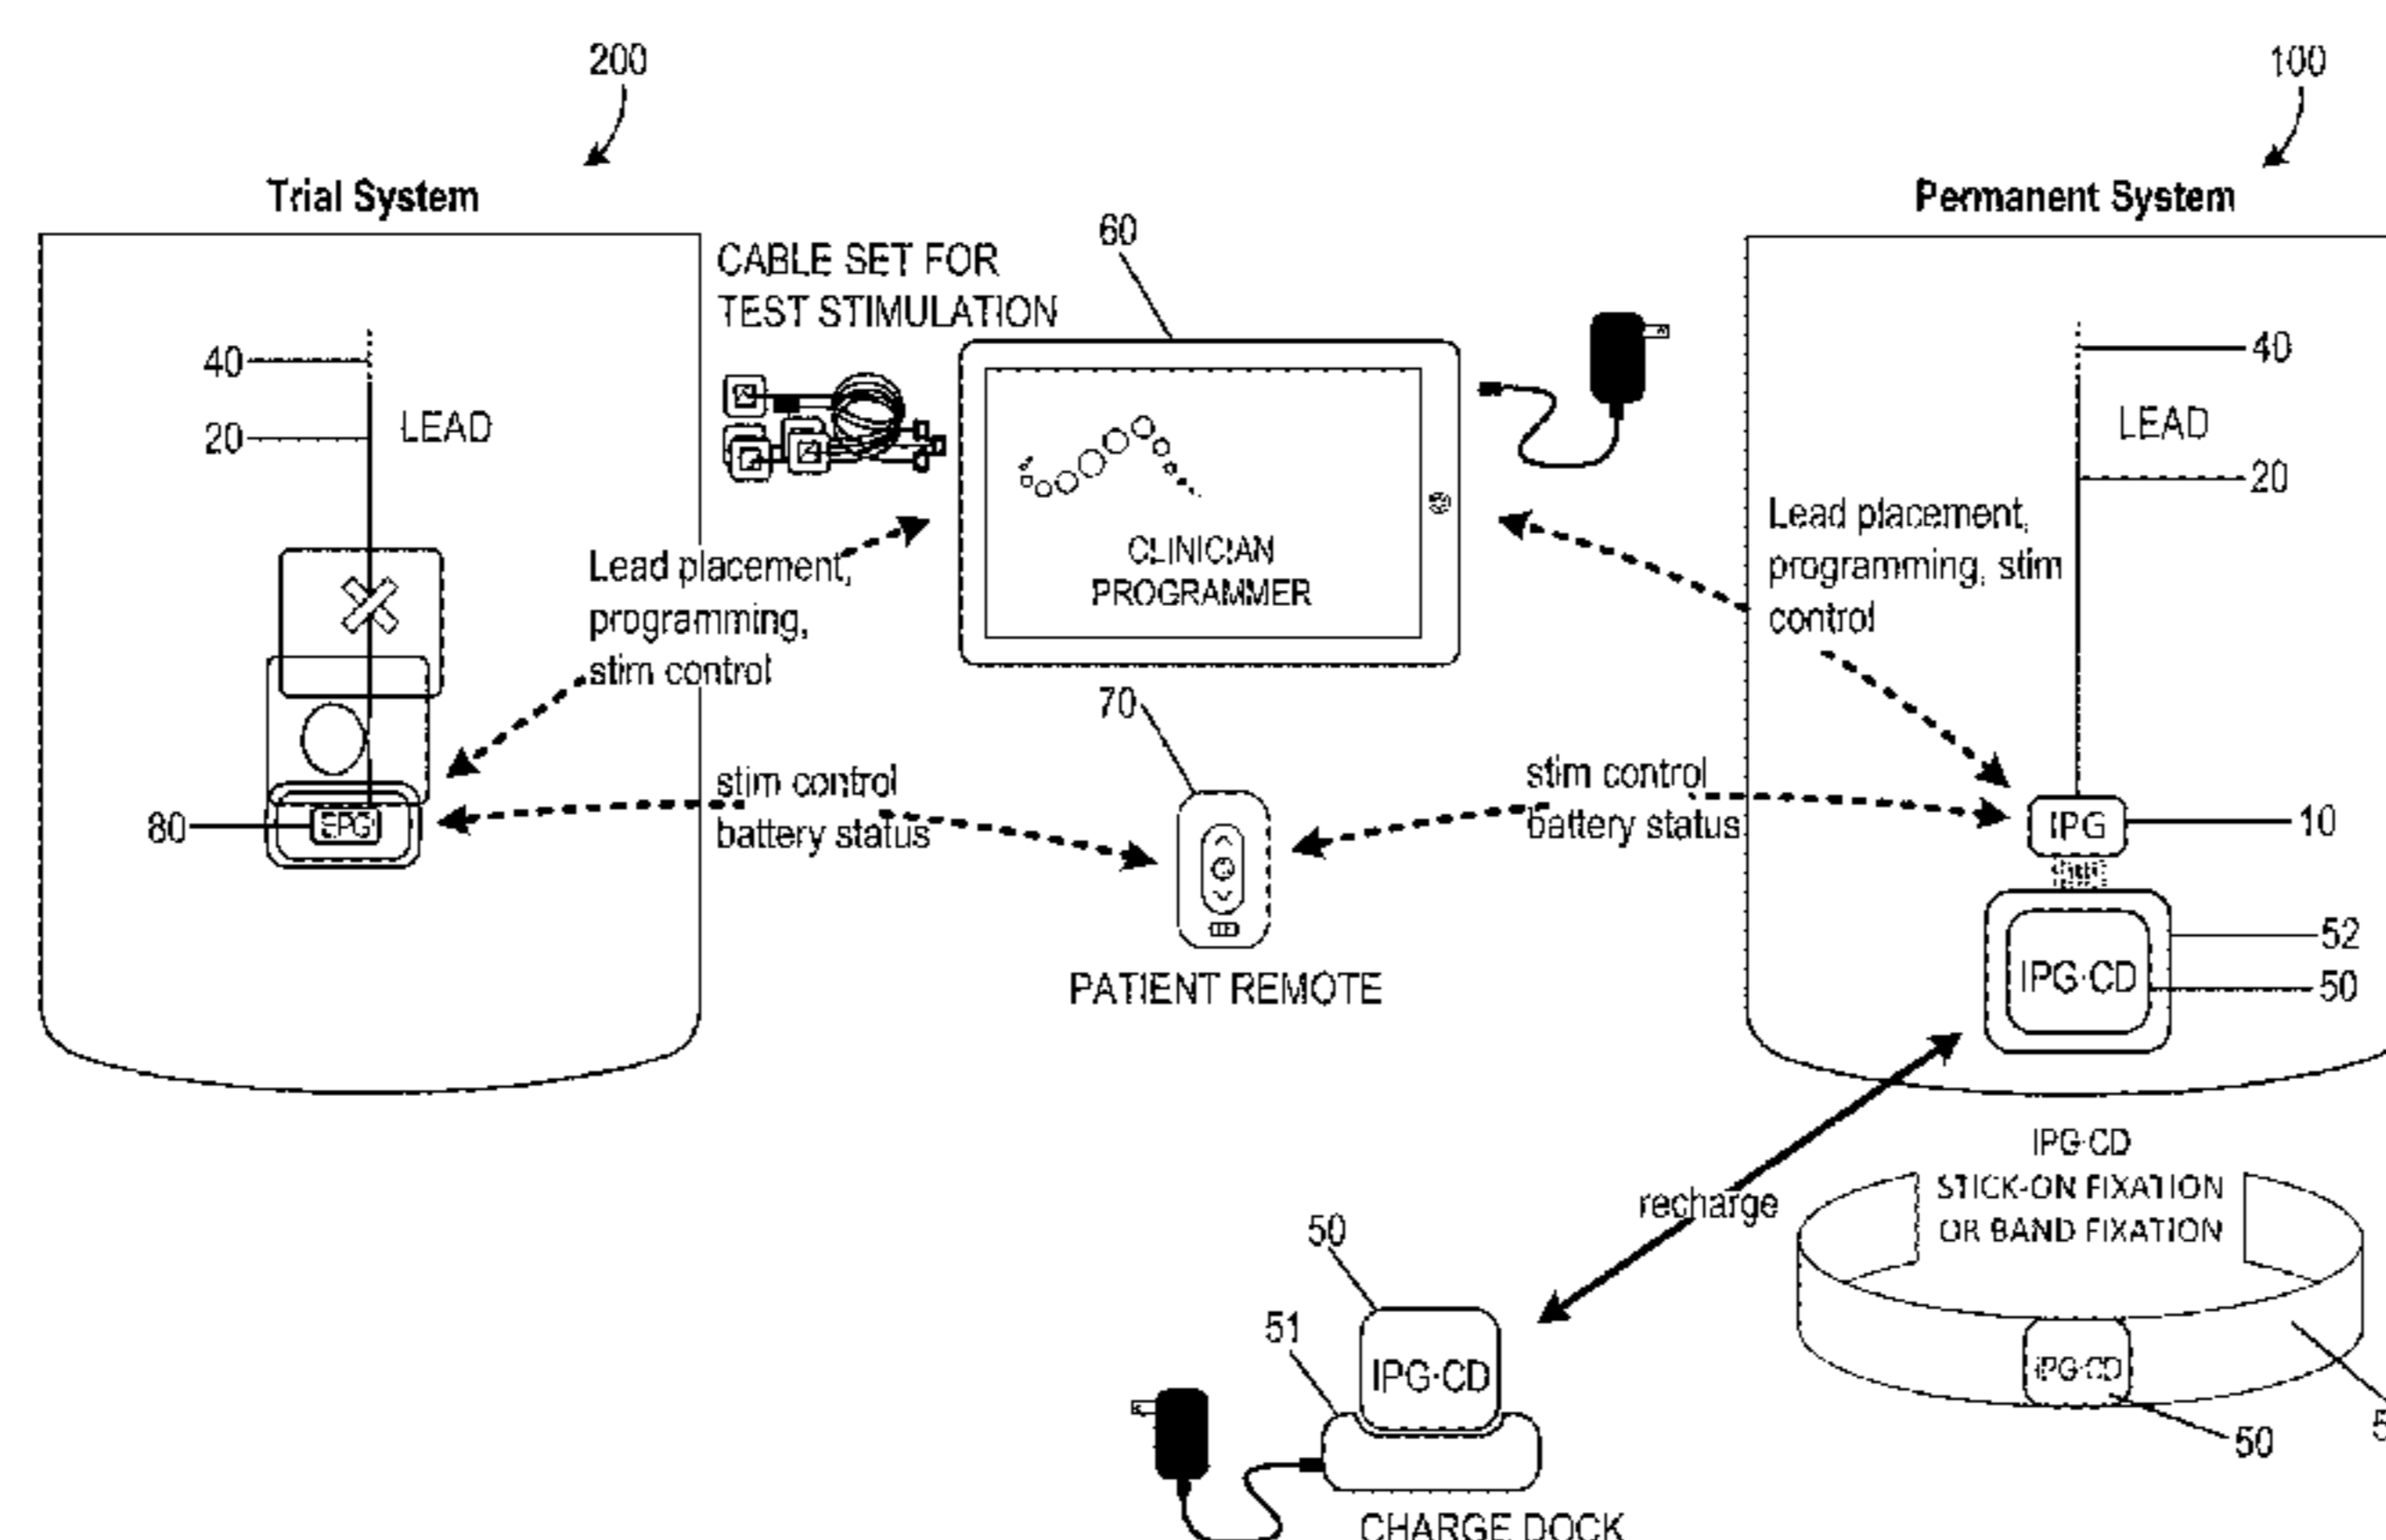 200
100
Trial System
Permanent System
CABLE SET FOR
TEST STIMULATION
60
40
20
LEAD
40
LEAD
20
CLINICIAN
PROGRAMMER
Lead placement,
programming,
stim control
Lead placement,
programming, stim
control
70
stim control
battery status
stim control
battery status
80
EPG
IPG
10
52
IPG-CD
50
PATIENT REMOTE
IPG-CD
STICK-ON FIXATION
OR BAND FIXATION
recharge
50
51
IPG-CD
IPG-CD
50
CHARGE DOCK